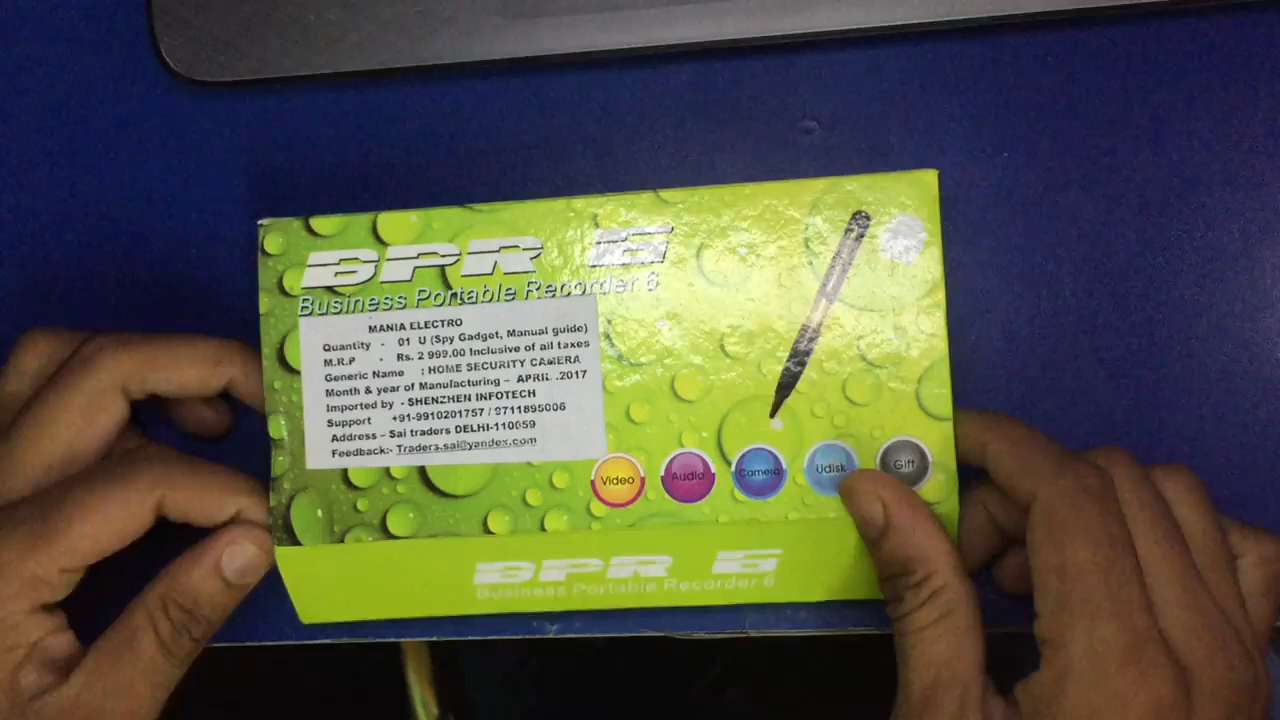 BPR 6
Business Portable Recorder 6
MANIA ELECTRO
Quantity - 01 U (Spy Gadget, Manual guide)
M.R.P - Rs. 2 999.00 Inclusive of all taxes
Generic Name : HOME SECURITY CAMERA
Month & year of Manufacturing – APRIL .2017
Imported by - SHENZHEN INFOTECH
Support +91-9910201757 / 9711895006
Address – Sai traders DELHI-110059
Feedback:- Traders.sai@yandex.com
Video Audio Camera Udisk Gift
BPR 6
Business Portable Recorder 6